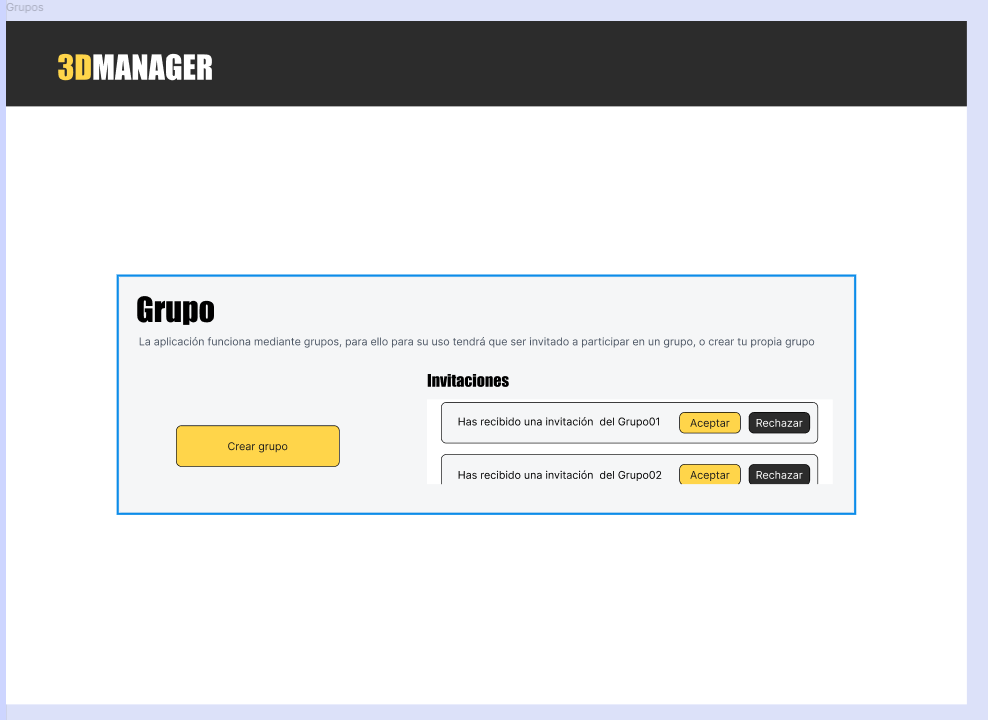 Grupos
3DMANAGER
Grupo
La aplicación funciona mediante grupos, para ello para su uso tendrá que ser invitado a participar en un grupo, o crear tu propia grupo
Invitaciones
Has recibido una invitación  del Grupo01
Aceptar
Rechazar
Crear grupo
Has recibido una invitación  del Grupo02
Aceptar
Rechazar